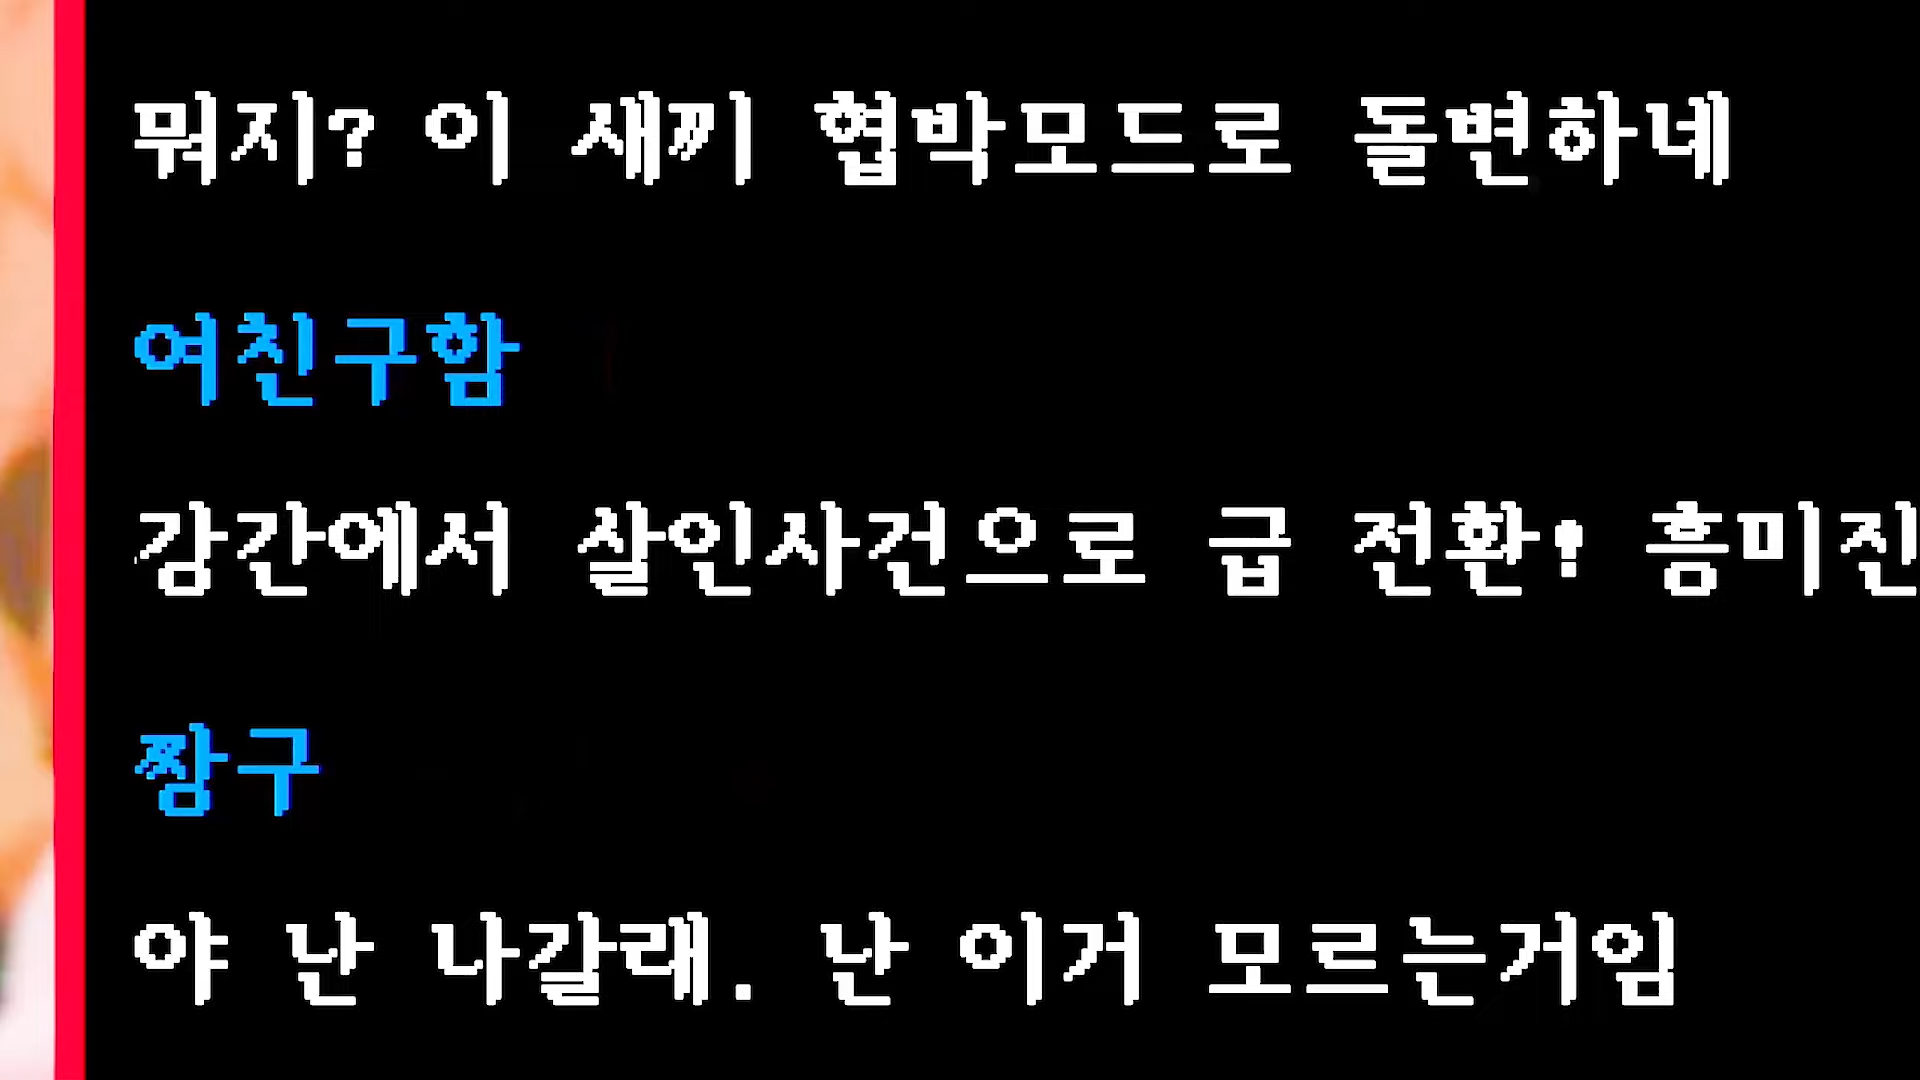 뭐지? 이 새끼 협박모드로 돌변하네
여친구함
강간에서 살인사건으로 급 전환! 흥미진
짱구
야 난 나갈래. 난 이거 모르는거임